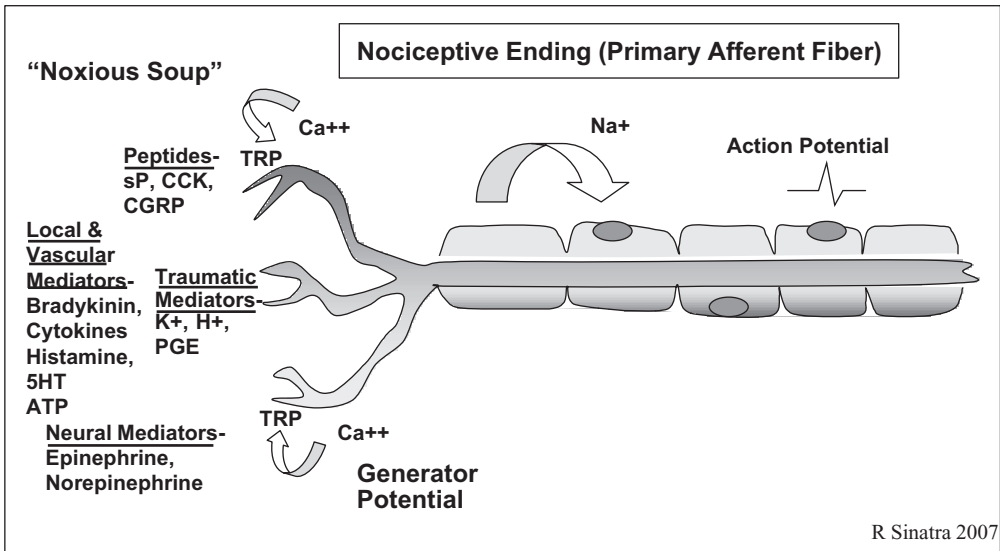 Nociceptive Ending (Primary Afferent Fiber)
“Noxious Soup”
Ca++
Na+
Action Potential
Peptides-
sP, CCK,
CGRP
TRP
Local &
Vascular
Mediators-
Bradykinin,
Cytokines
Histamine,
5HT
ATP
Traumatic
Mediators-
K+, H+,
PGE
TRP
Ca++
Neural Mediators-
Epinephrine,
Norepinephrine
Generator
Potential
R Sinatra 2007